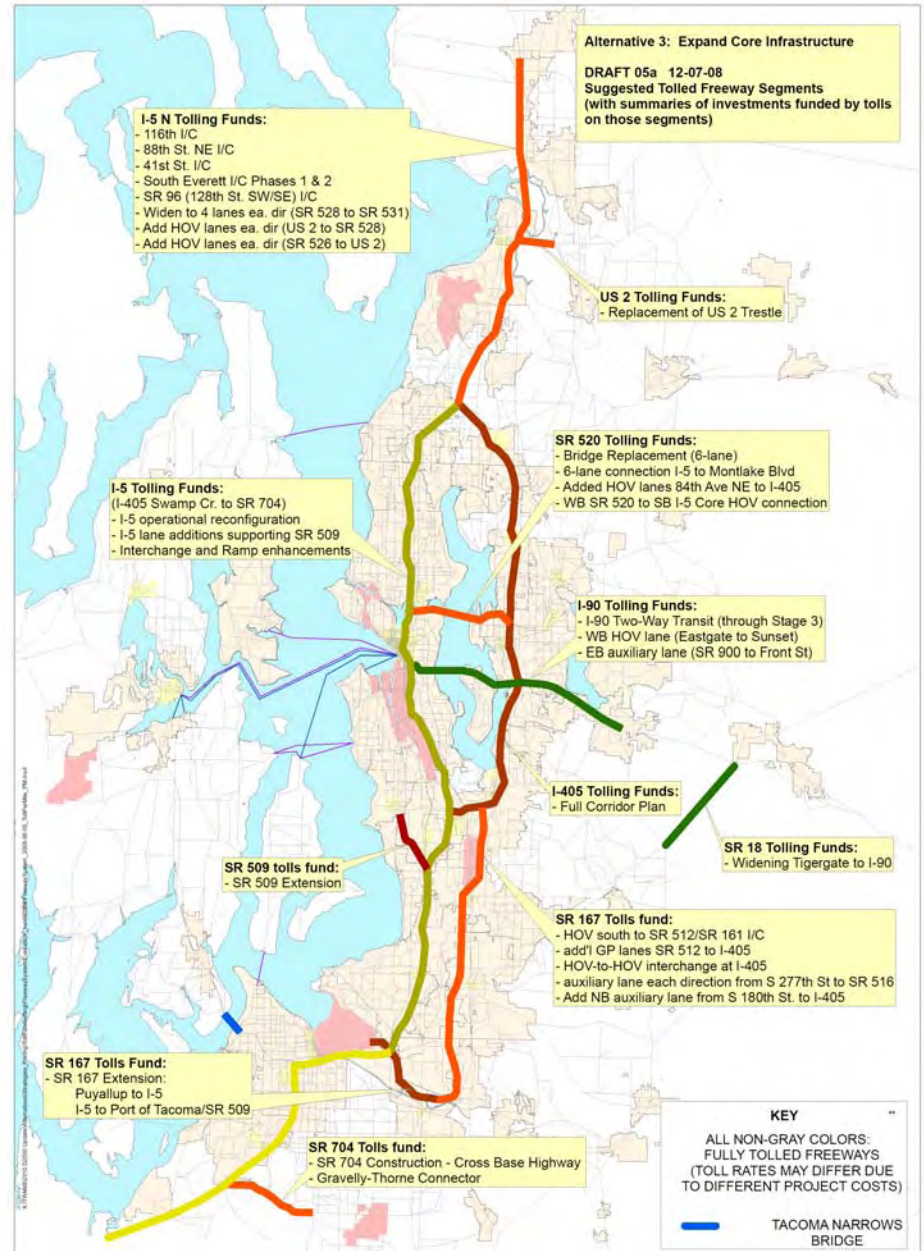 Alternative 3: Expand Core Infrastructure
DRAFT 05a 12-07-08
Suggested Tolled Freeway Segments
(with summaries of investments funded by tolls
on those segments)
I-5 N Tolling Funds:
- 116th I/C
- 88th St. NE I/C
- 41st St. I/C
- South Everett I/C Phases 1 & 2
- SR 96 (128th St. SW/SE) I/C
- Widen to 4 lanes ea. dir (SR 528 to SR 531)
- Add HOV lanes ea. dir (US 2 to SR 528)
- Add HOV lanes ea. dir (SR 526 to US 2)
US 2 Tolling Funds:
- Replacement of US 2 Trestle
SR 520 Tolling Funds:
- Bridge Replacement (6-lane)
- 6-lane connection I-5 to Montlake Blvd
- Added HOV lanes 84th Ave NE to I-405
- WB SR 520 to SB I-5 Core HOV connection
I-5 Tolling Funds:
(I-405 Swamp Cr. to SR 704)
- I-5 operational reconfiguration
- I-5 lane additions supporting SR 509
- Interchange and Ramp enhancements
I-90 Tolling Funds:
- I-90 Two-Way Transit (through Stage 3)
- WB HOV lane (Eastgate to Sunset)
- EB auxiliary lane (SR 900 to Front St)
I-405 Tolling Funds:
- Full Corridor Plan
SR 18 Tolling Funds:
- Widening Tigergate to I-90
SR 509 tolls fund:
- SR 509 Extension
SR 167 Tolls fund:
- HOV south to SR 512/SR 161 I/C
- add'l GP lanes SR 512 to I-405
- HOV-to-HOV interchange at I-405
- auxiliary lane each direction from S 277th St to SR 516
- Add NB auxiliary lane from S 180th St. to I-405
SR 167 Tolls Fund:
- SR 167 Extension:
Puyallup to I-5
I-5 to Port of Tacoma/SR 509
SR 704 Tolls fund:
- SR 704 Construction - Cross Base Highway
- Gravelly-Thorne Connector
KEY
ALL NON-GRAY COLORS:
FULLY TOLLED FREEWAYS
(TOLL RATES MAY DIFFER DUE
TO DIFFERENT PROJECT COSTS)
TACOMA NARROWS
BRIDGE